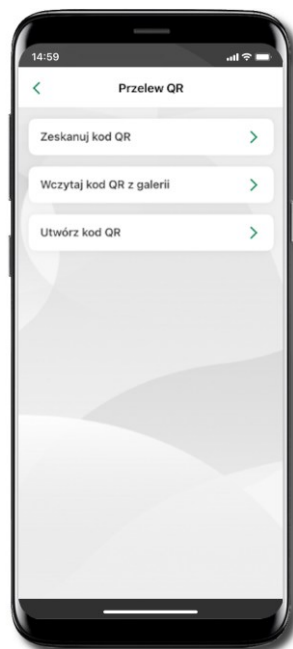 14:59
Przelew QR
Zeskanuj kod QR
Wczytaj kod QR z galerii
Utwórz kod QR